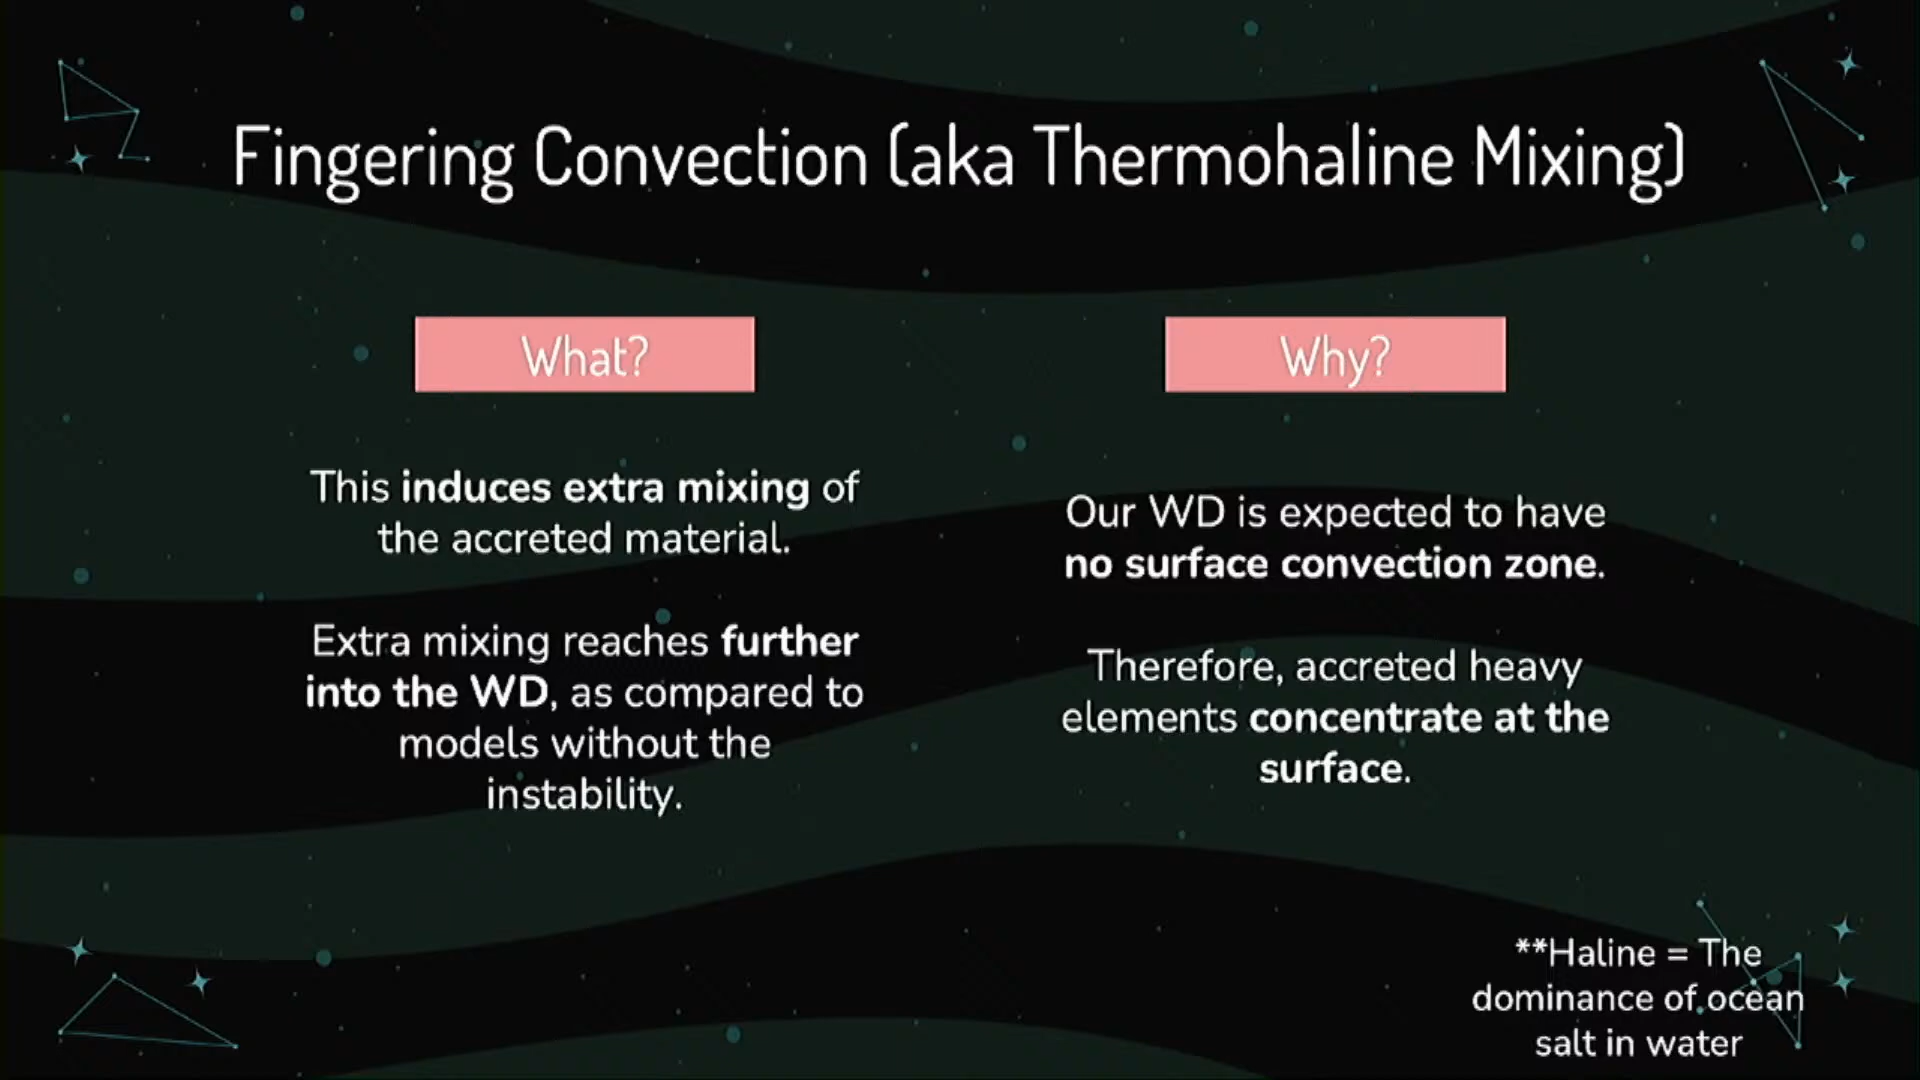 Fingering Convection (aka Thermohaline Mixing)
What?
This induces extra mixing of
the accreted material.
Extra mixing reaches further
into the WD, as compared to
models without the
instability.
Why?
Our WD is expected to have
no surface convection zone.
Therefore, accreted heavy
elements concentrate at the
surface.
**Haline = The
dominance of ocean
salt in water